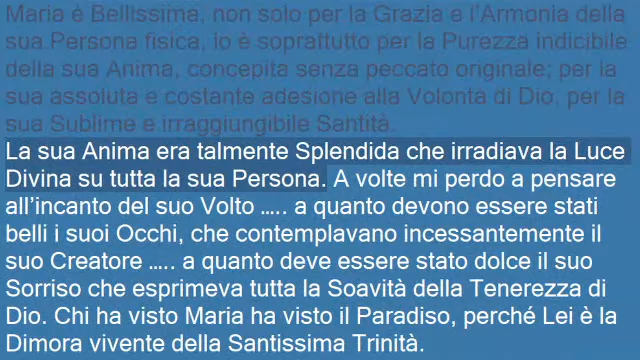 Maria è Bellissima, non solo per la Grazia e l'Armonia della
sua Persona fisica, lo è soprattutto per la Purezza indicibile
della sua Anima, concepita senza peccato originale; per la
sua assoluta e costante adesione alla Volontà di Dio, per la
sua Sublime e irraggiungibile Santità.
La sua Anima era talmente Splendida che irradiava la Luce
Divina su tutta la sua Persona. A volte mi perdo a pensare
all’incanto del suo Volto ….. a quanto devono essere stati
belli i suoi Occhi, che contemplavano incessantemente il
suo Creatore ….. a quanto deve essere stato dolce il suo
Sorriso che esprimeva tutta la Soavità della Tenerezza di
Dio. Chi ha visto Maria ha visto il Paradiso, perché Lei è la
Dimora vivente della Santissima Trinità.